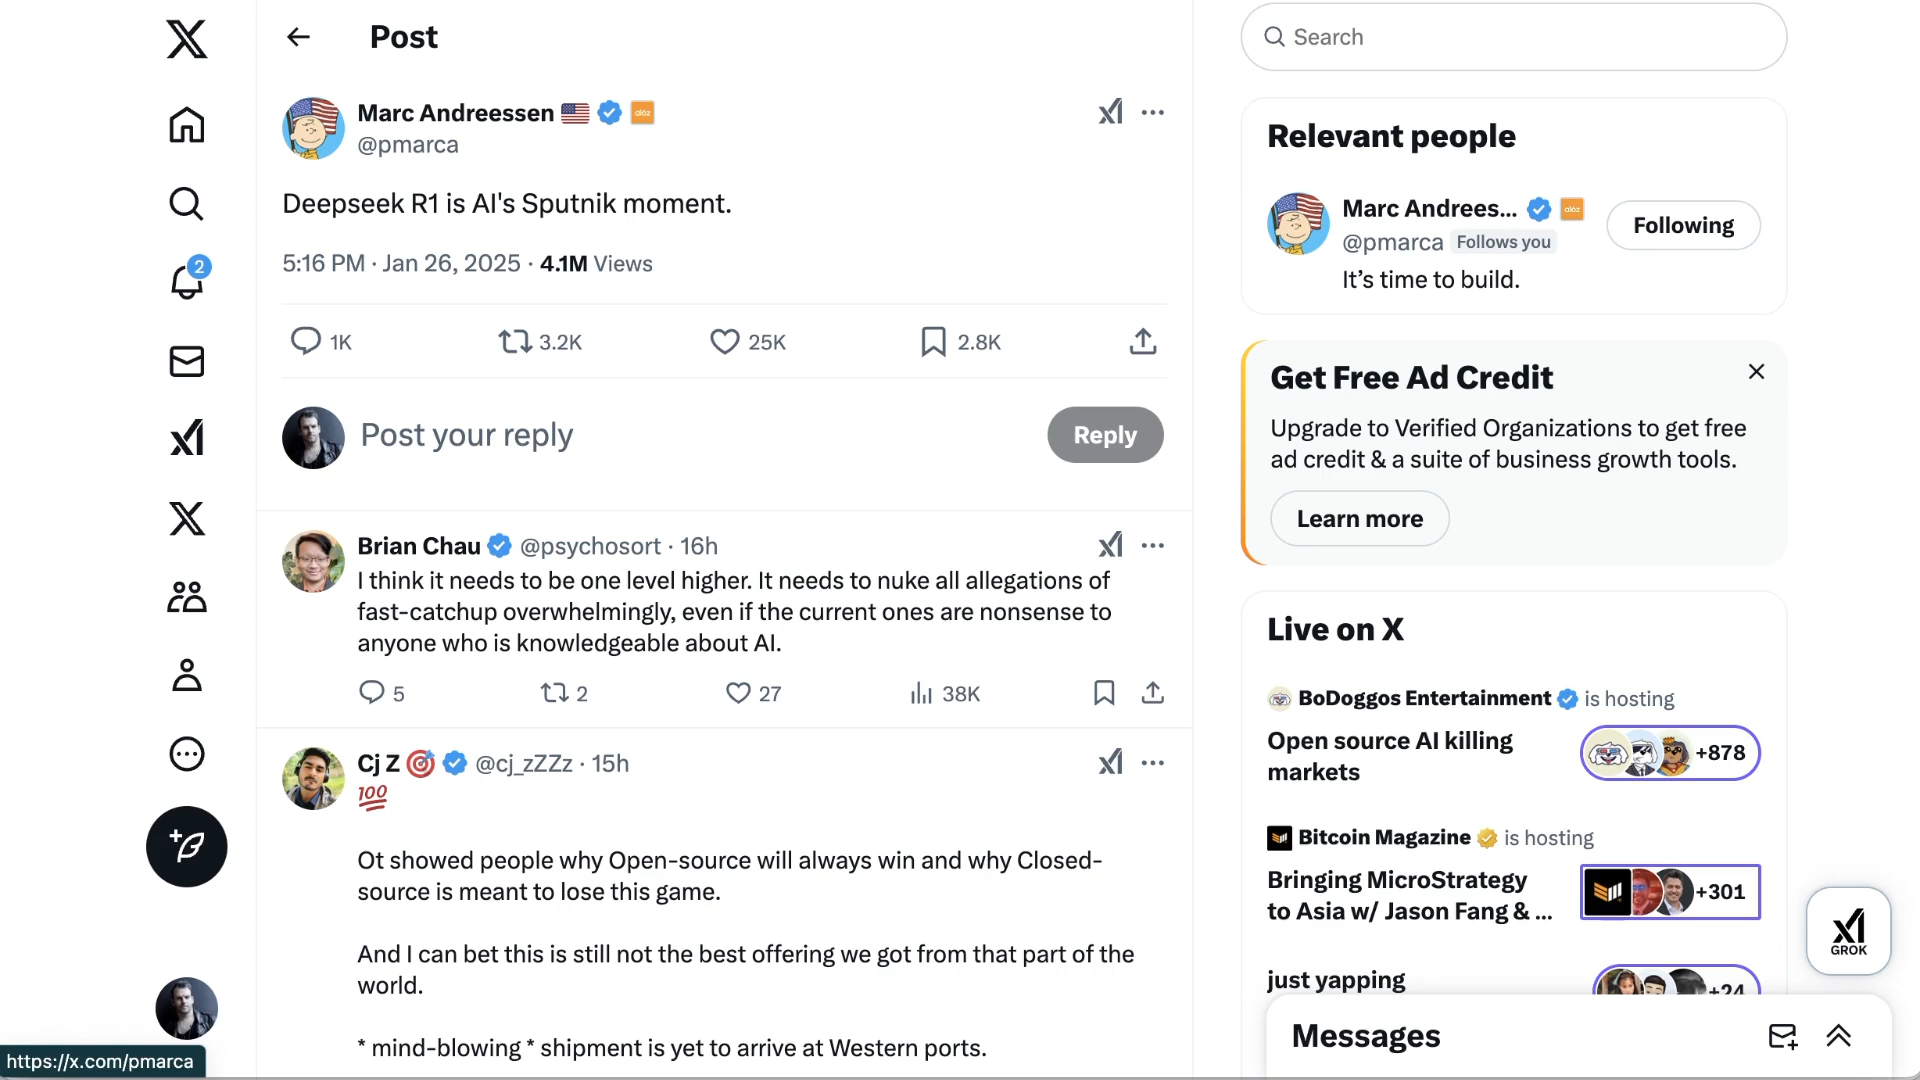 Post
Marc Andreessen
@pmarca
Deepseek R1 is AI's Sputnik moment.
5:16 PM · Jan 26, 2025 · 4.1M Views
1K 3.2K 25K 2.8K
Post your reply
Reply
Brian Chau @psychosort · 16h
I think it needs to be one level higher. It needs to nuke all allegations of
fast-catchup overwhelmingly, even if the current ones are nonsense to
anyone who is knowledgeable about AI.
5 2 27 38K
Cj Z @cj_zZZz · 15h
💯
Ot showed people why Open-source will always win and why Closed-
source is meant to lose this game.
And I can bet this is still not the best offering we got from that part of the
world.
* mind-blowing * shipment is yet to arrive at Western ports.
2
https://x.com/pmarca
Search
Relevant people
Marc Andrees...
@pmarca Follows you
Following
It’s time to build.
Get Free Ad Credit
Upgrade to Verified Organizations to get free
ad credit & a suite of business growth tools.
Learn more
Live on X
BoDoggos Entertainment is hosting
Open source AI killing
markets
+878
Bitcoin Magazine is hosting
Bringing MicroStrategy
to Asia w/ Jason Fang & ...
+301
just yapping
+24
GROK
Messages